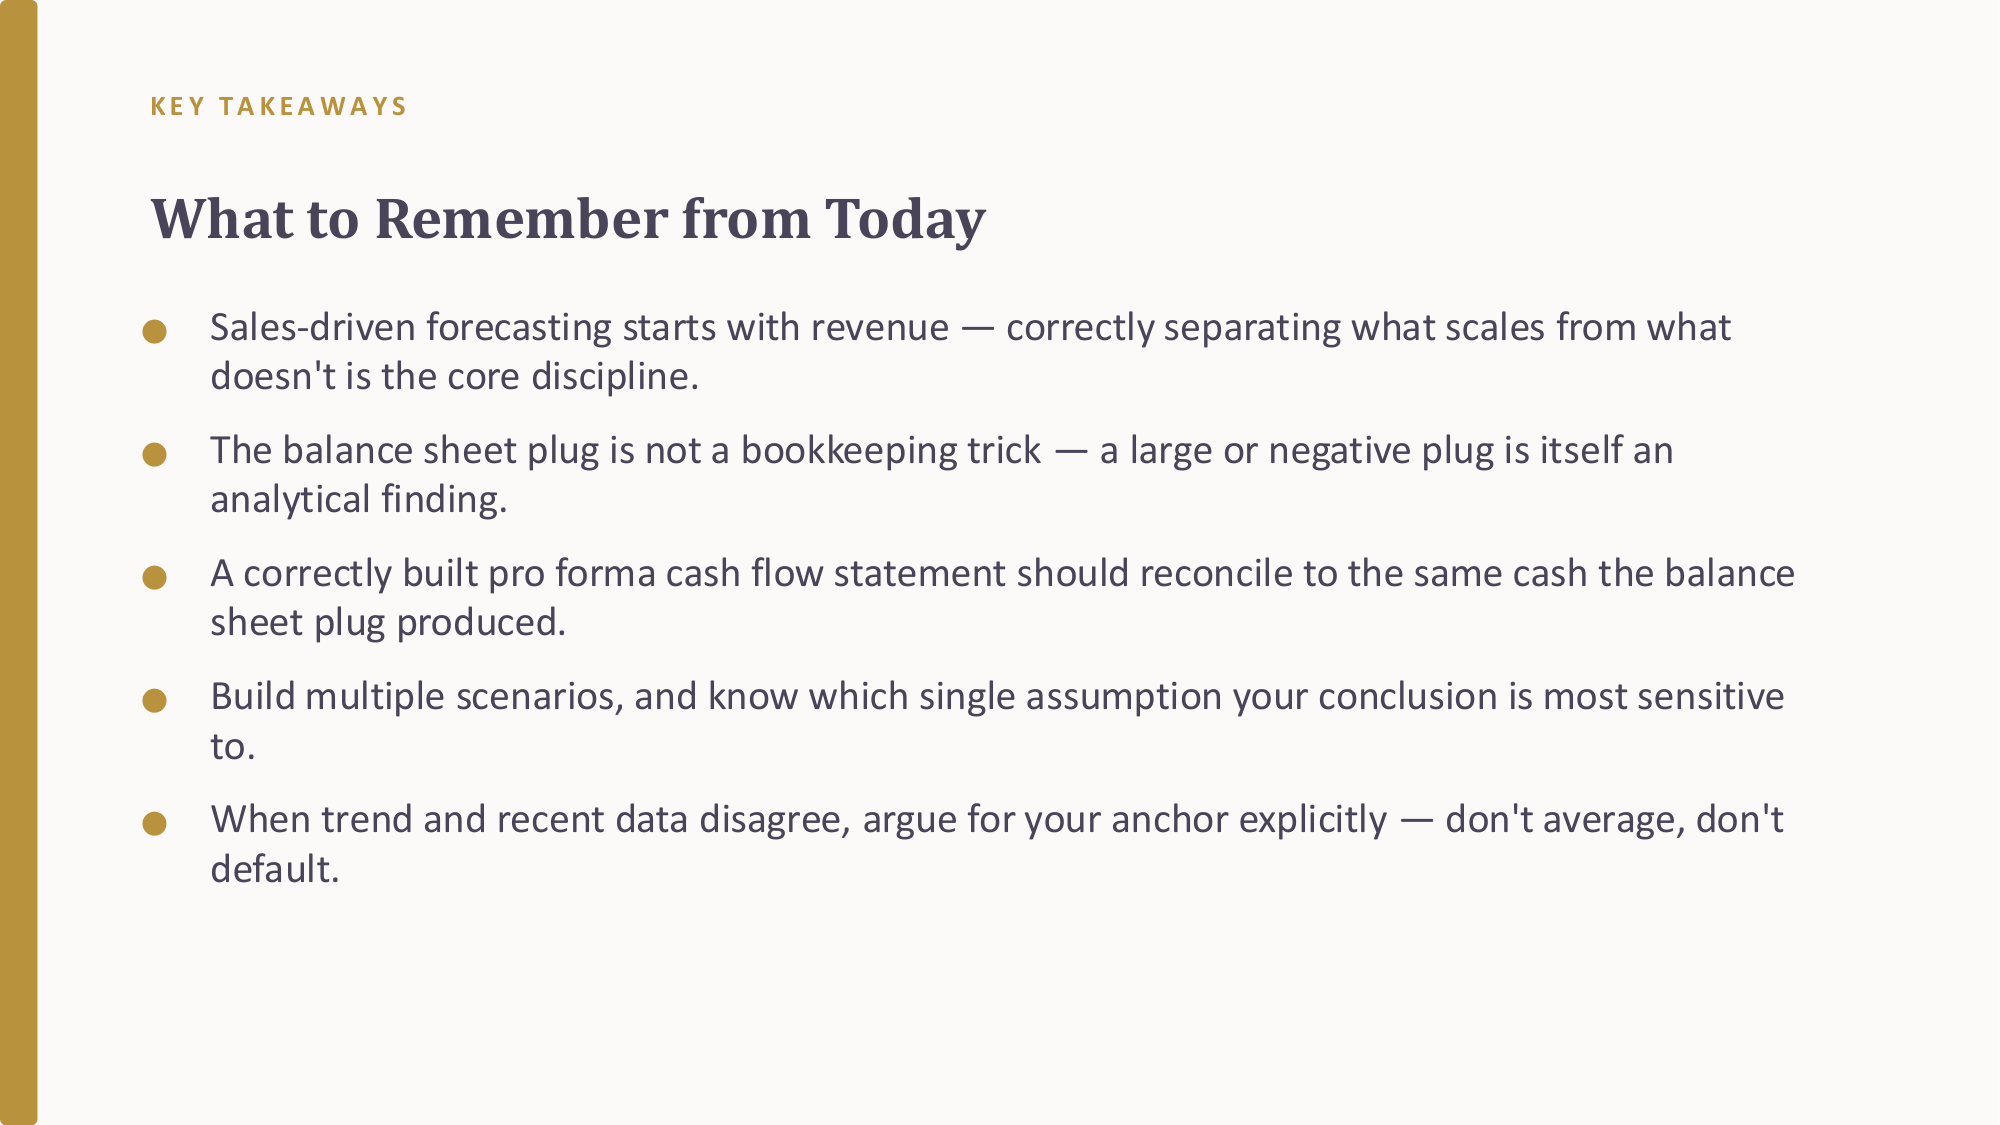 KEY TAKEAWAYS
What to Remember from Today
Sales-driven forecasting starts with revenue — correctly separating what scales from what
doesn't is the core discipline.
The balance sheet plug is not a bookkeeping trick — a large or negative plug is itself an
analytical finding.
A correctly built pro forma cash flow statement should reconcile to the same cash the balance
sheet plug produced.
Build multiple scenarios, and know which single assumption your conclusion is most sensitive
to.
When trend and recent data disagree, argue for your anchor explicitly — don't average, don't
default.